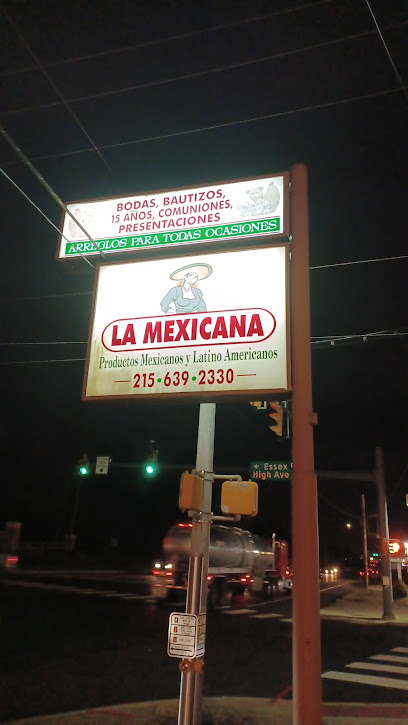 BODAS, BAUTIZOS,
15 AÑOS, COMUNIONES,
PRESENTACIONES
ARREGLOS PARA TODAS OCASIONES
LA MEXICANA
Productos Mexicanos y Latino Americanos
215•639•2330
Essex
High Ave